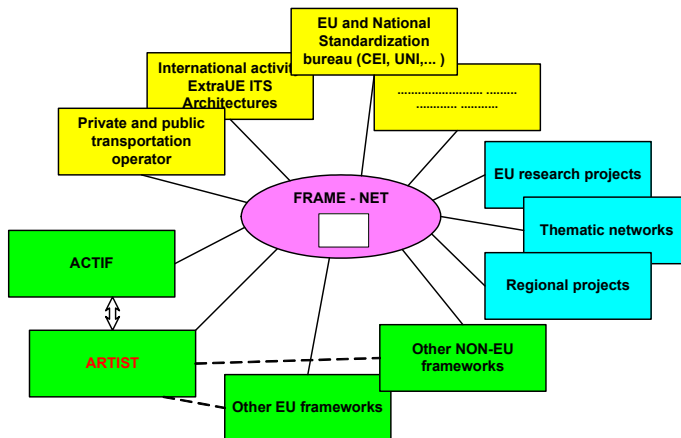 EU and National
Standardization
bureau (CEI, UNI,... )
International activity
ExtraUE ITS
Architectures
......................... .........
............ ...........
Private and public
transportation
operator
EU research projects
FRAME - NET
Thematic networks
ACTIF
Regional projects
ARTIST
Other NON-EU
frameworks
Other EU frameworks